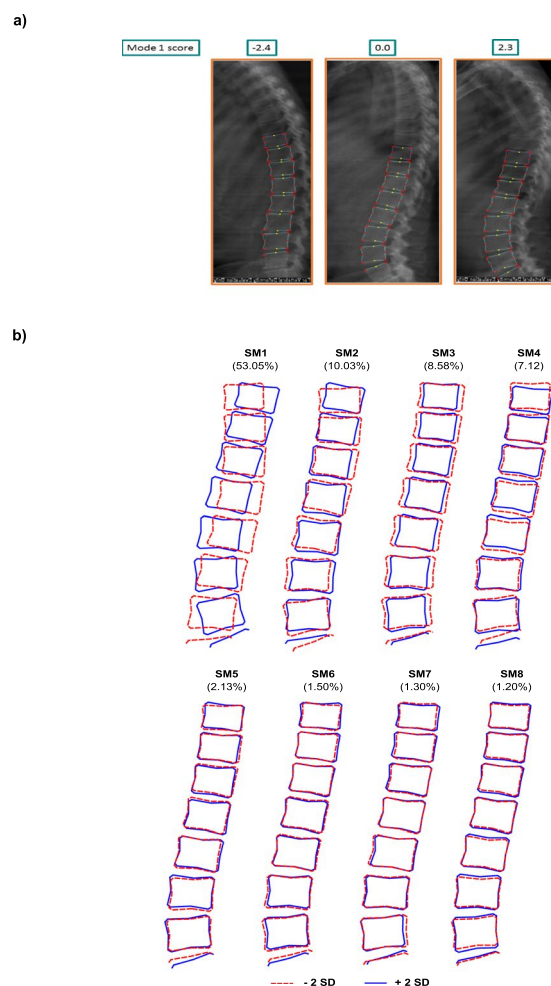 a)
Mode 1 score -2.4 0.0 2.3
b)
SM1 SM2 SM3 SM4
(53.05%) (10.03%) (8.58%) (7.12)
SM5 SM6 SM7 SM8
(2.13%) (1.50%) (1.30%) (1.20%)
- 2 SD + 2 SD